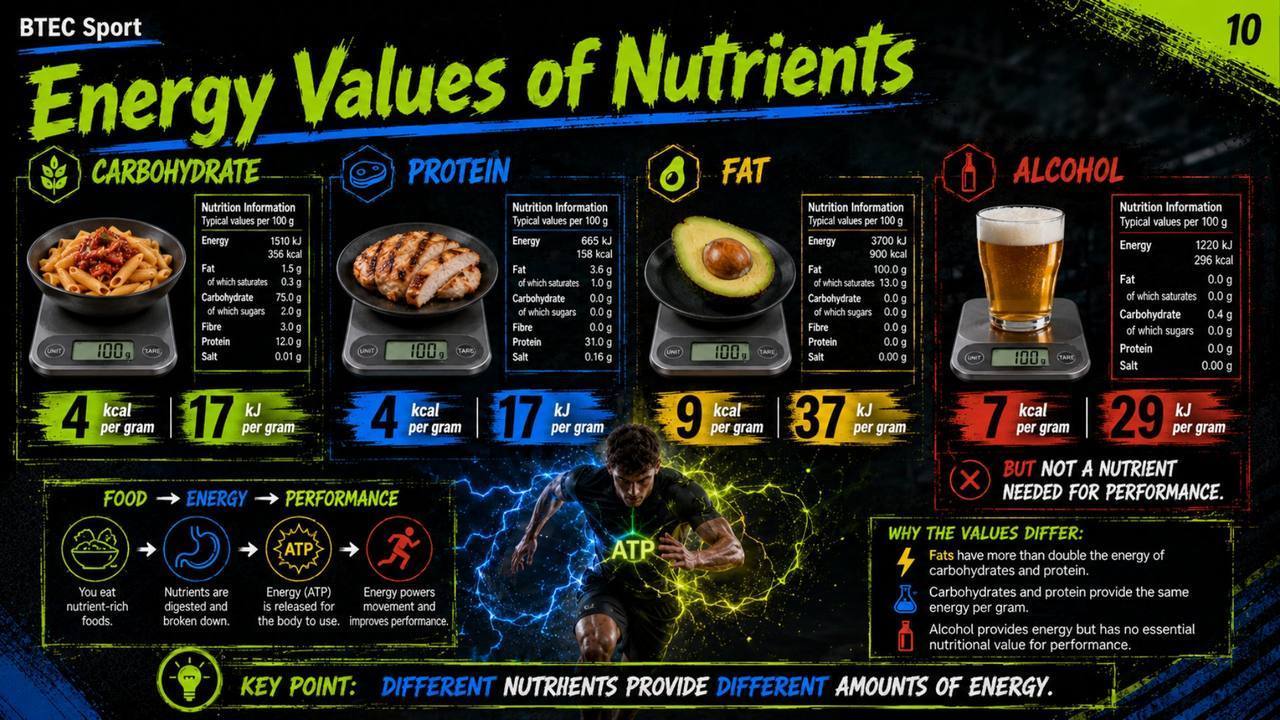 BTEC Sport
10
Energy Values of Nutrients
CARBOHYDRATE
Nutrition Information
Typical values per 100 g
Energy 1510 kJ
356 kcal
Fat 1.5 g
of which saturates 0.3 g
Carbohydrate 75.0 g
of which sugars 2.0 g
Fibre 3.0 g
Protein 12.0 g
Salt 0.01 g
UNIT 100 g TARE
4 kcal per gram
17 kJ per gram
PROTEIN
Nutrition Information
Typical values per 100 g
Energy 665 kJ
158 kcal
Fat 3.6 g
of which saturates 1.0 g
Carbohydrate 0.0 g
of which sugars 0.0 g
Fibre 0.0 g
Protein 31.0 g
Salt 0.16 g
UNIT 100 g TARE
4 kcal per gram
17 kJ per gram
FAT
Nutrition Information
Typical values per 100 g
Energy 3700 kJ
900 kcal
Fat 100.0 g
of which saturates 13.0 g
Carbohydrate 0.0 g
of which sugars 0.0 g
Fibre 0.0 g
Protein 0.0 g
Salt 0.00 g
UNIT 100 g TARE
9 kcal per gram
37 kJ per gram
ALCOHOL
Nutrition Information
Typical values per 100 g
Energy 1220 kJ
296 kcal
Fat 0.0 g
of which saturates 0.0 g
Carbohydrate 0.4 g
of which sugars 0.0 g
Protein 0.0 g
Salt 0.00 g
UNIT 100 g TARE
7 kcal per gram
29 kJ per gram
BUT NOT A NUTRIENT
NEEDED FOR PERFORMANCE.
FOOD → ENERGY → PERFORMANCE
ATP
You eat
nutrient-rich
foods.
Nutrients are
digested and
broken down.
Energy (ATP)
is released for
the body to use.
Energy powers
movement and
improves performance.
ATP
WHY THE VALUES DIFFER:
Fats have more than double the energy of
carbohydrates and protein.
Carbohydrates and protein provide the same
energy per gram.
Alcohol provides energy but has no essential
nutritional value for performance.
KEY POINT: DIFFERENT NUTRHENTS PROVIDE DIFFERENT AMOUNTS OF ENERGY.